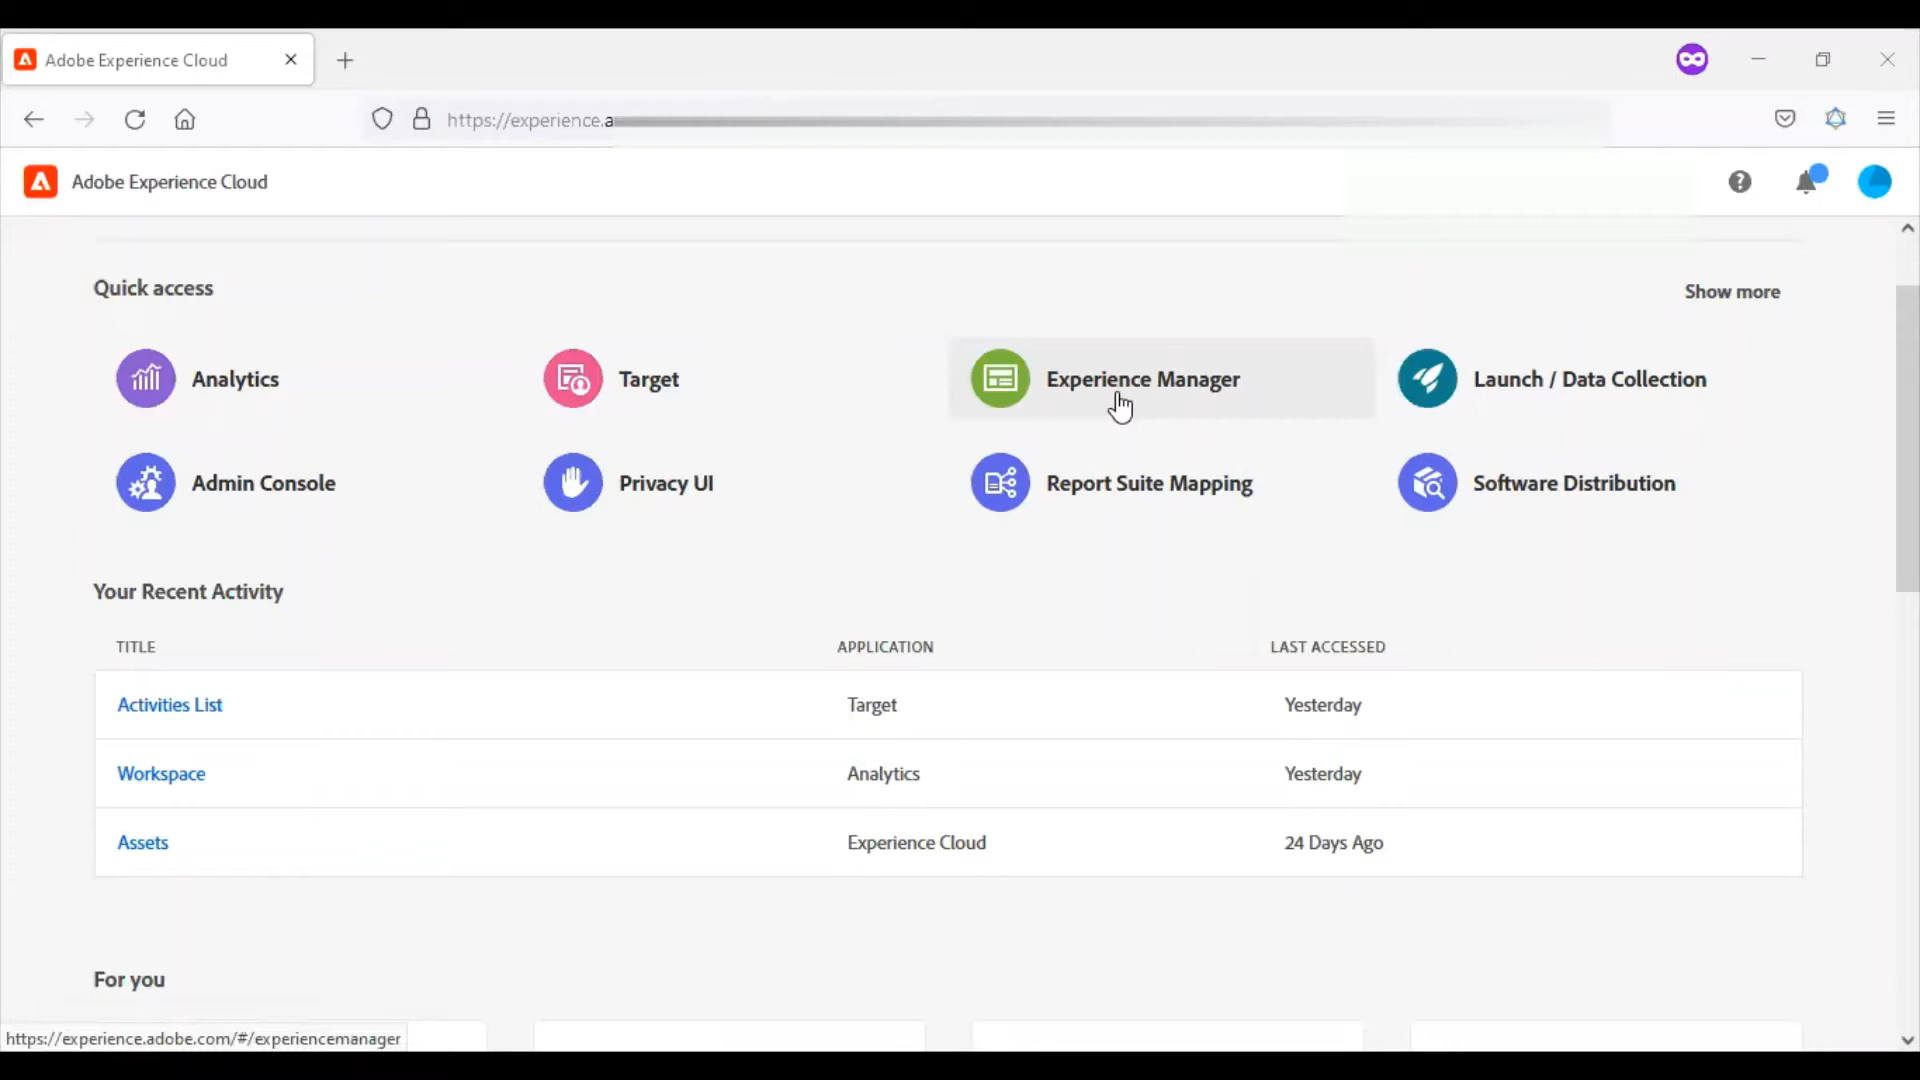 Adobe Experience Cloud
https://experience.a
Adobe Experience Cloud
Quick access
Show more
Analytics
Target
Experience Manager
Launch / Data Collection
Admin Console
Privacy UI
Report Suite Mapping
Software Distribution
Your Recent Activity
TITLE APPLICATION LAST ACCESSED
Activities List Target Yesterday
Workspace Analytics Yesterday
Assets Experience Cloud 24 Days Ago
For you
https://experience.adobe.com/#/experiencemanager